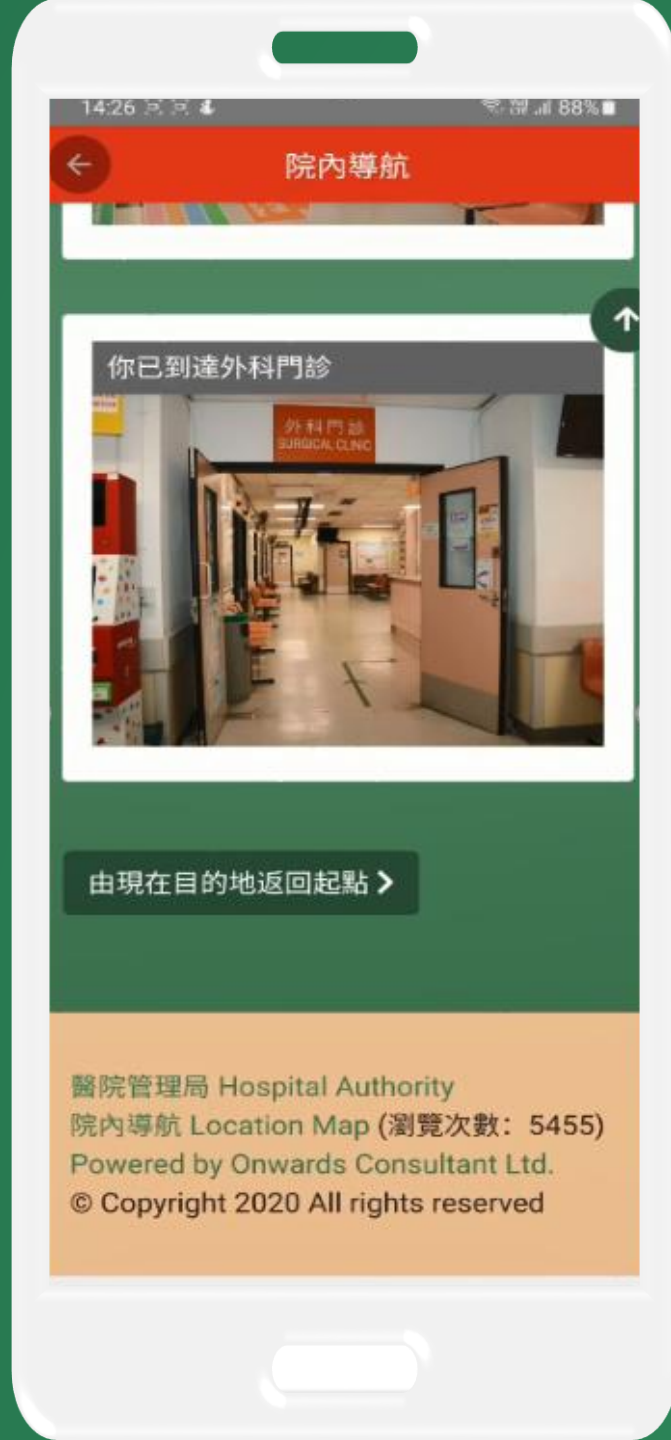 14:26
88%
院內導航
你已到達外科門診
外科門診
SURGICAL CLINIC
由現在目的地返回起點
醫院管理局 Hospital Authority
院內導航 Location Map (瀏覽次數：5455)
Powered by Onwards Consultant Ltd.
© Copyright 2020 All rights reserved